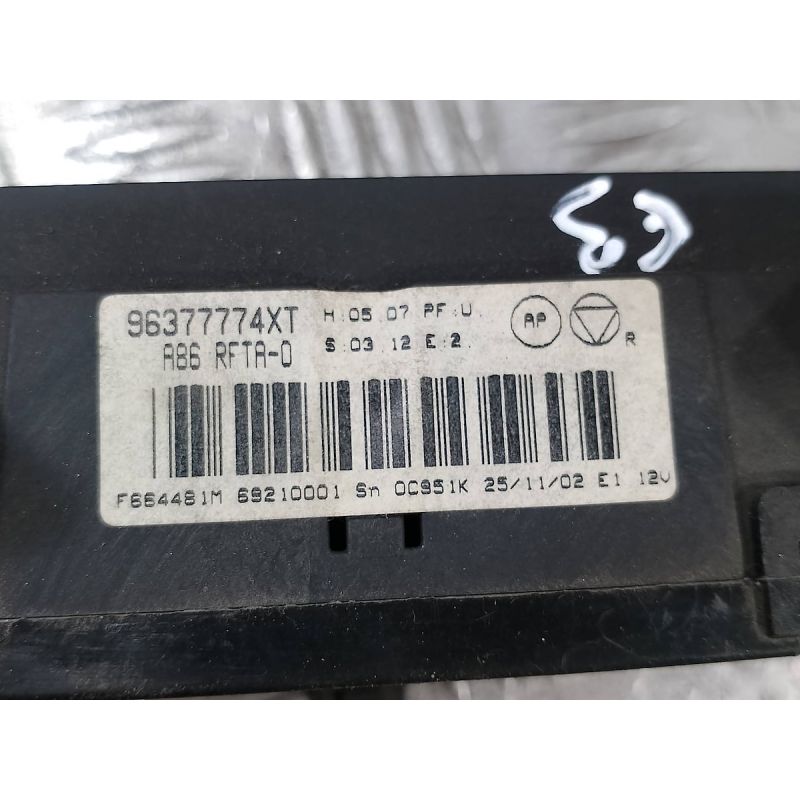 C3
96377774XT H:05.07 PF:U.
A86 RFTA-0 S:03.12 E:2.
AP
R
F664481M 69210001 Sn 0C951K 25/11/02 E1 12V